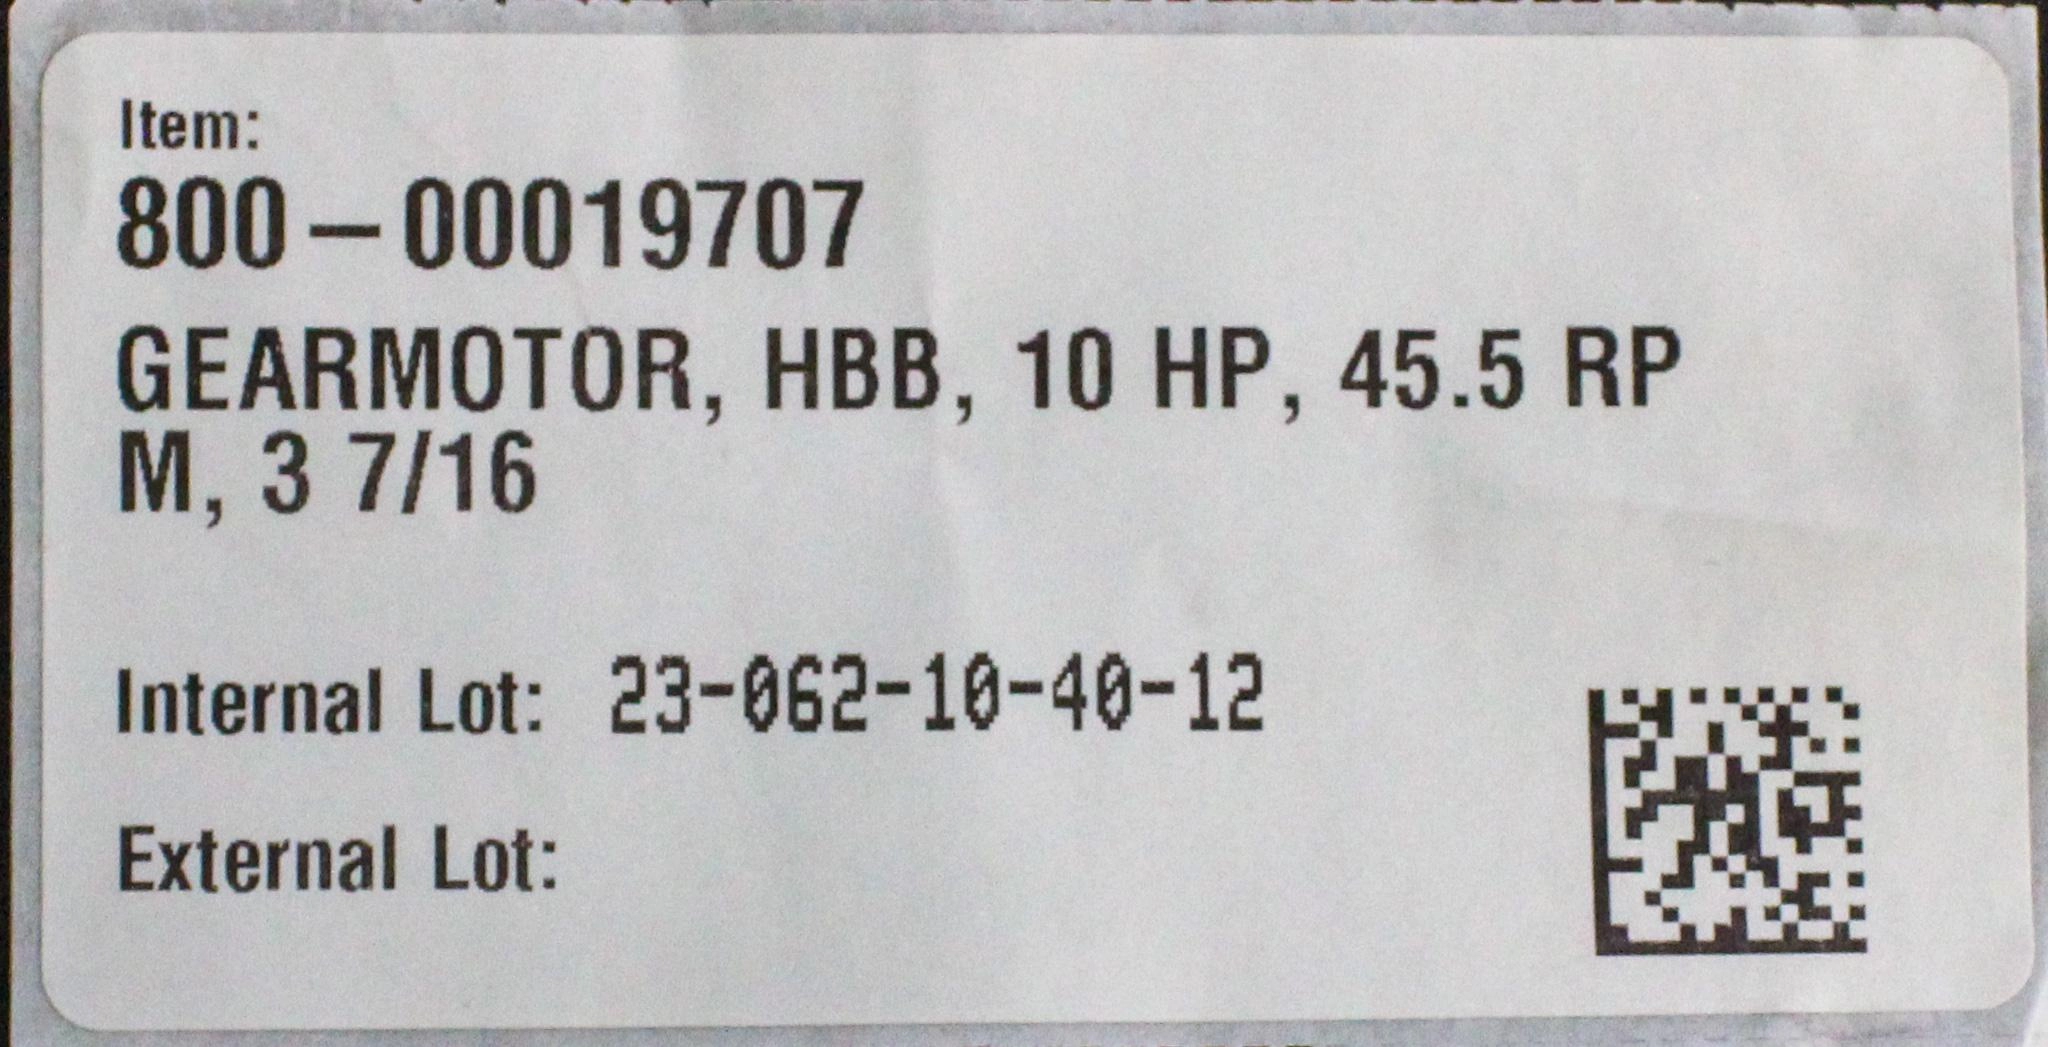 Item:
800-00019707
GEARMOTOR, HBB, 10 HP, 45.5 RP
M, 3 7/16
Internal Lot: 23-062-10-40-12
External Lot: